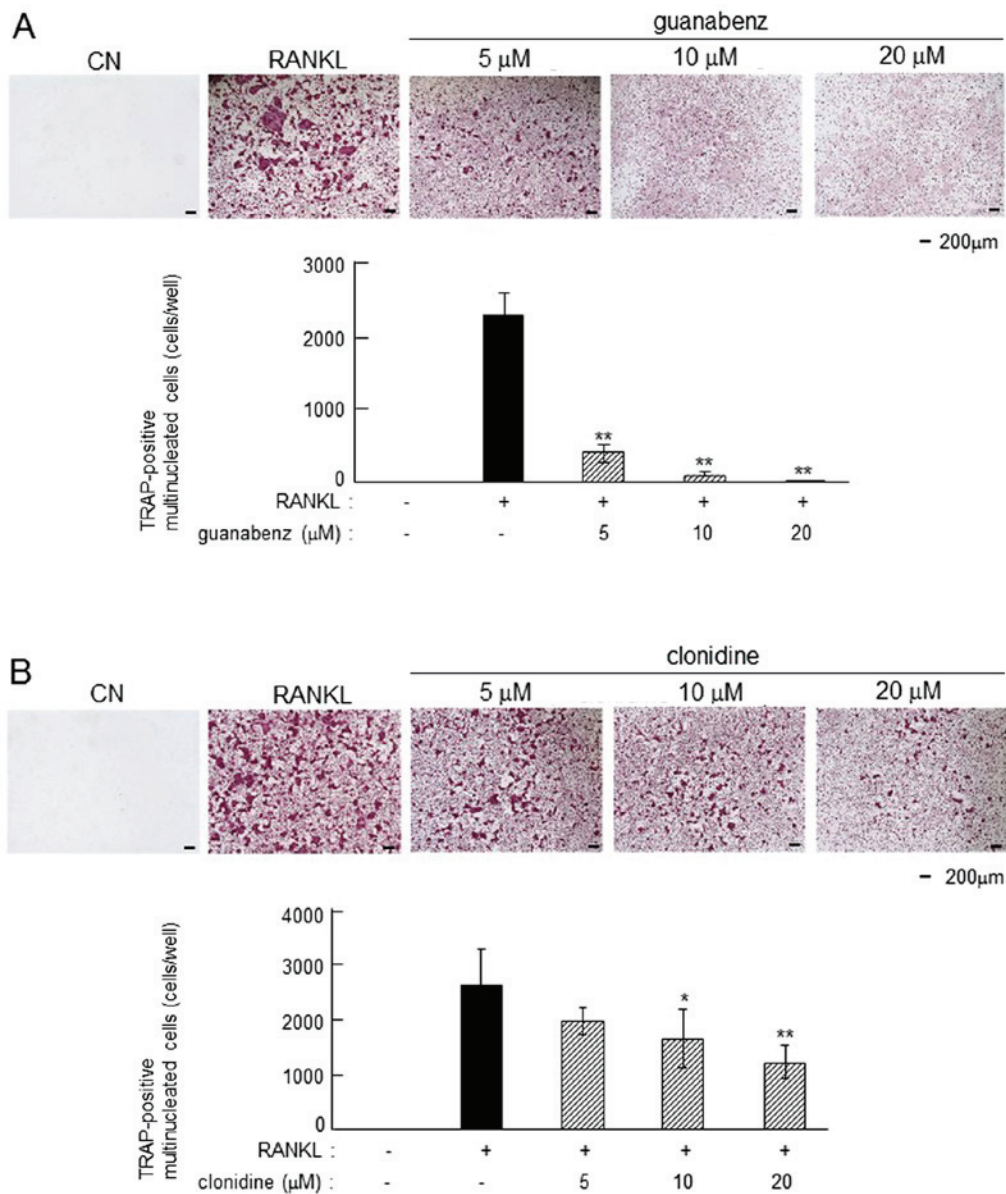 A
guanabenz
CN RANKL 5 μM 10 μM 20 μM
200μm
TRAP-positive
multinucleated cells (cells/well)
3000
2000
1000
0
** ** **
RANKL : - + + + +
guanabenz (μM) : - - 5 10 20
B
clonidine
CN RANKL 5 μM 10 μM 20 μM
200μm
TRAP-positive
multinucleated cells (cells/well)
4000
3000
2000
1000
0
* **
RANKL : - + + + +
clonidine (μM) : - - 5 10 20